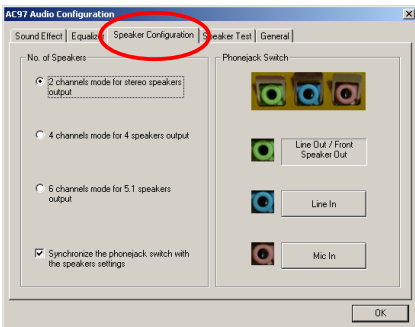 AC97 Audio Configuration
Sound Effect
Equalizer
Speaker Configuration
Speaker Test
General
No. of Speakers
2 channels mode for stereo speakers
output
4 channels mode for 4 speakers output
6 channels mode for 5.1 speakers
output
Synchronize the phonejack switch with
the speakers settings
Phonejack Switch
Line Out / Front
Speaker Out
Line In
Mic In
OK